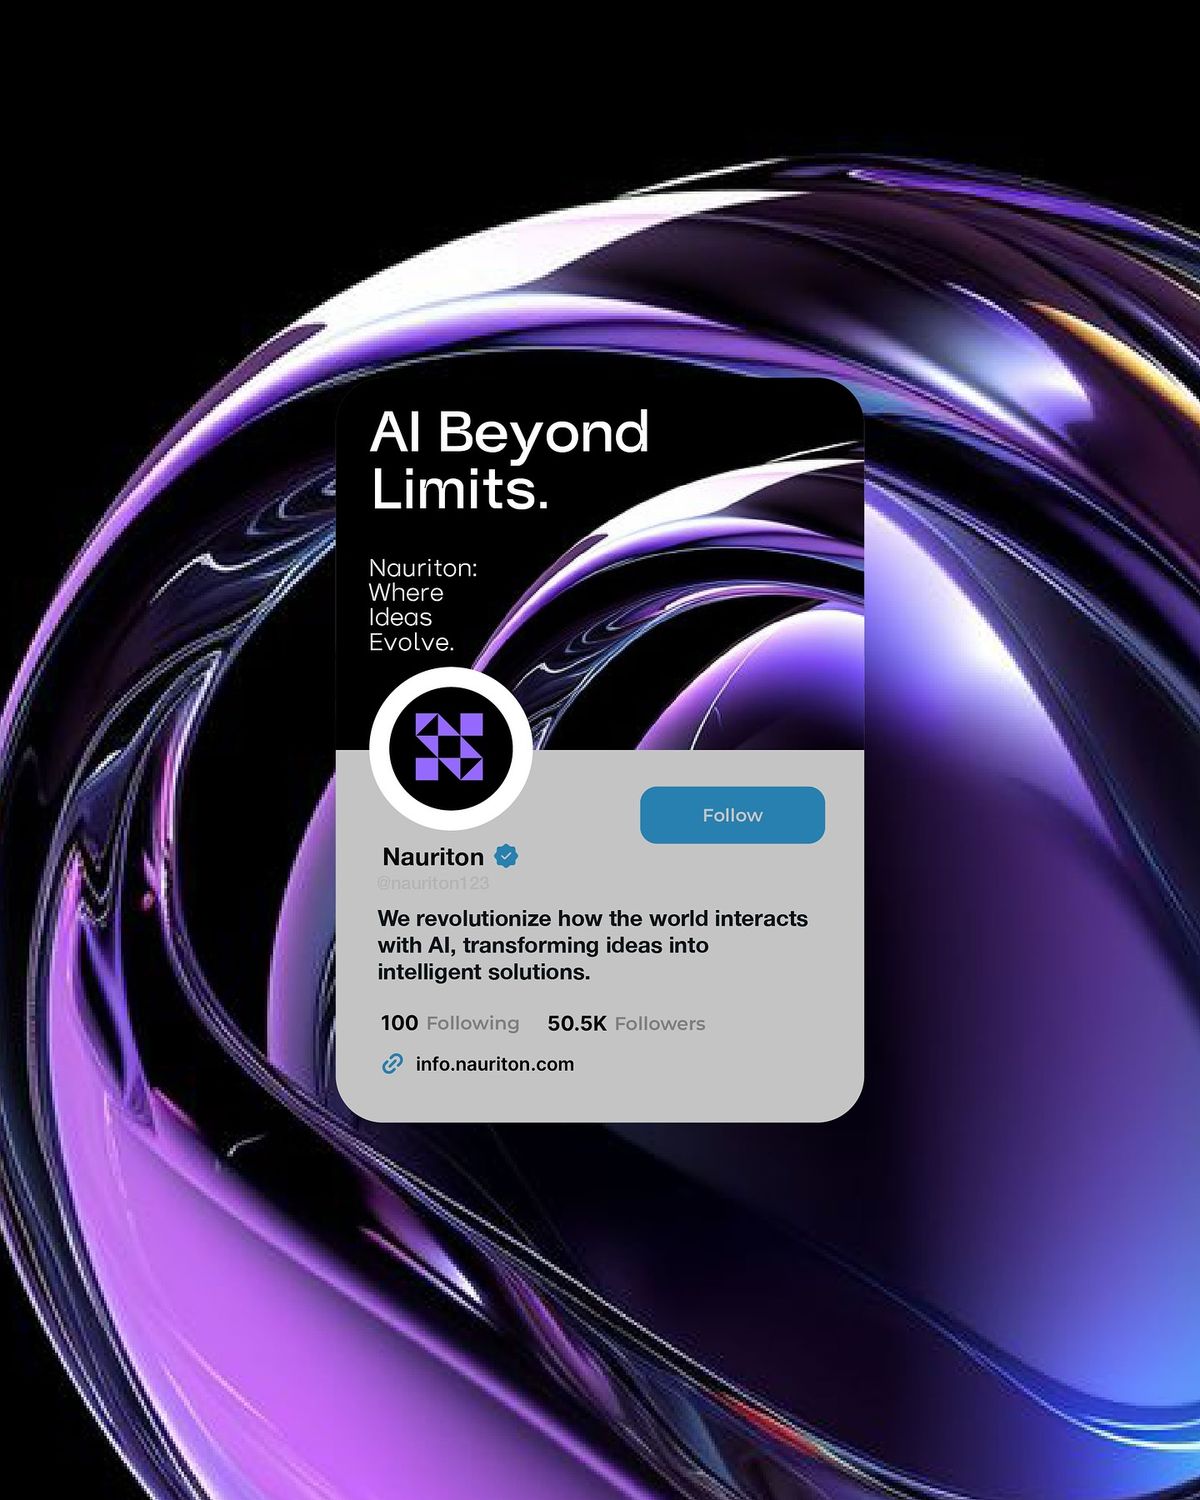 AI Beyond
Limits.
Nauriton:
Where
Ideas
Evolve.
Follow
Nauriton
@nauriton123
We revolutionize how the world interacts
with AI, transforming ideas into
intelligent solutions.
100 Following 50.5K Followers
info.nauriton.com